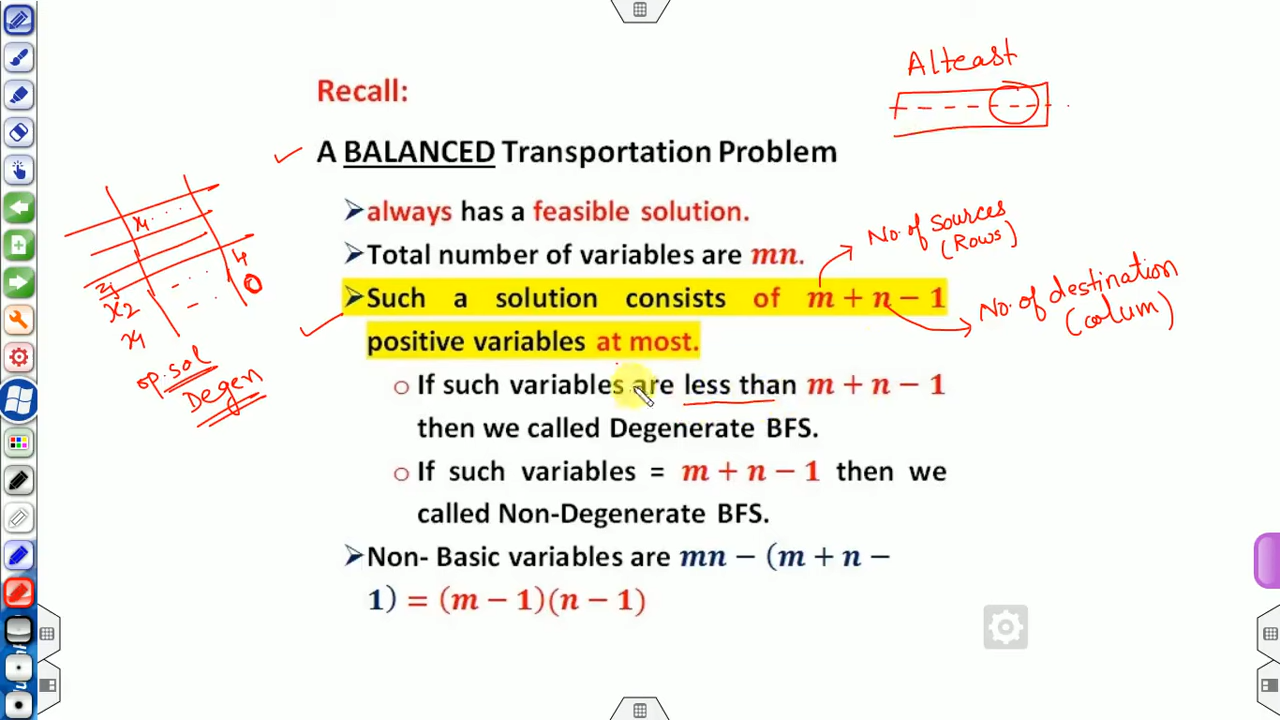 Alteast
Recall:
A BALANCED Transportation Problem
➤always has a feasible solution.
No. of sources
(Rows)
➤Total number of variables are mn.
➤Such a solution consists of m + n − 1
No. of destination
(colum)
positive variables at most.
○ If such variables are less than m + n − 1
then we called Degenerate BFS.
○ If such variables = m + n − 1 then we
called Non-Degenerate BFS.
➤Non- Basic variables are mn − (m + n −
1) = (m − 1)(n − 1)
x4
4
0
x2
x4
op. sol
Degen